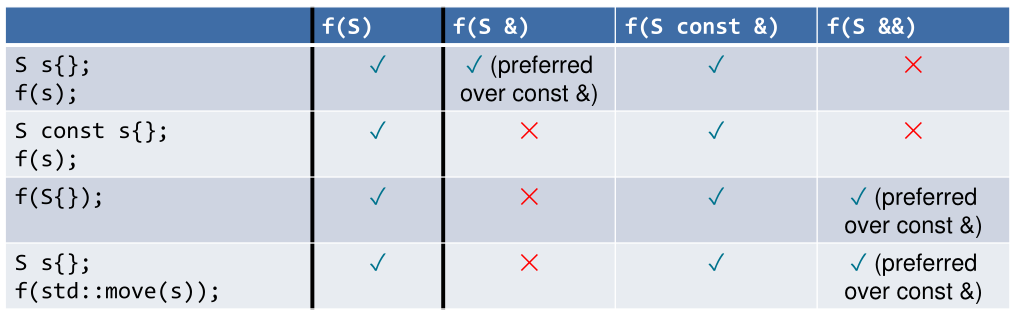 f(S) f(S &) f(S const &) f(S &&)
S s{}; ✓ ✓ (preferred ✓ ✕
f(s); over const &)
S const s{}; ✓ ✕ ✓ ✕
f(s);
f(S{}); ✓ ✕ ✓ ✓ (preferred
over const &)
S s{}; ✓ ✕ ✓ ✓ (preferred
f(std::move(s)); over const &)